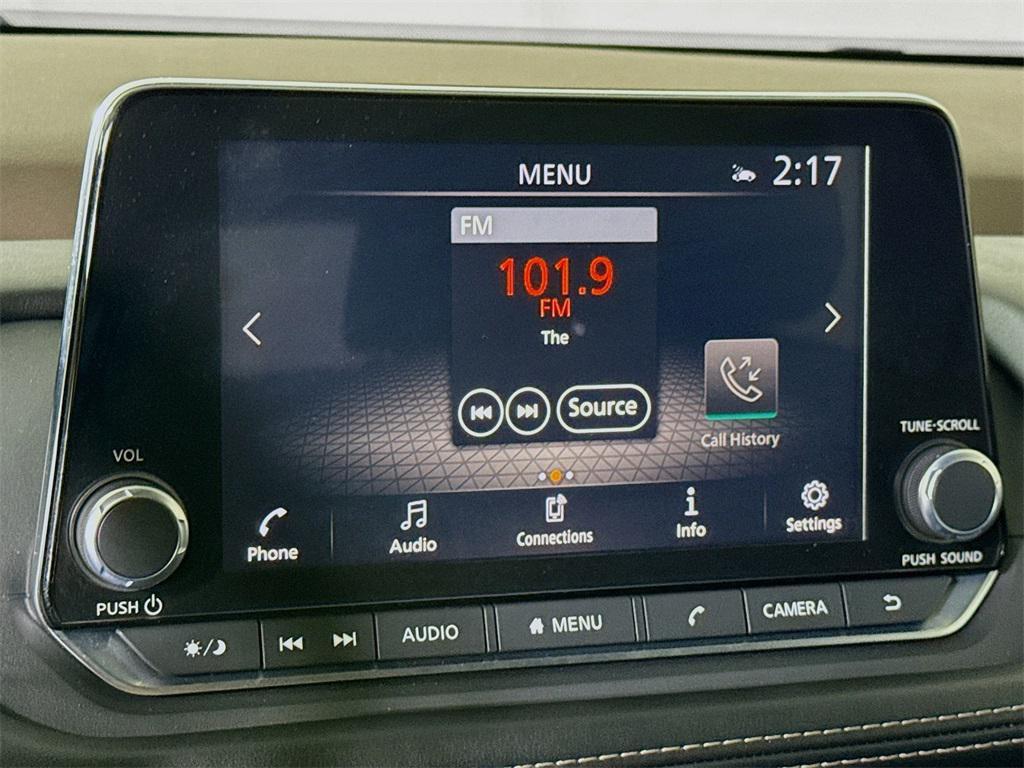 MENU
2:17
FM
101.9
FM
The
Source
Call History
VOL
TUNE·SCROLL
Phone
Audio
Connections
Info
Settings
PUSH
PUSH SOUND
AUDIO
MENU
CAMERA